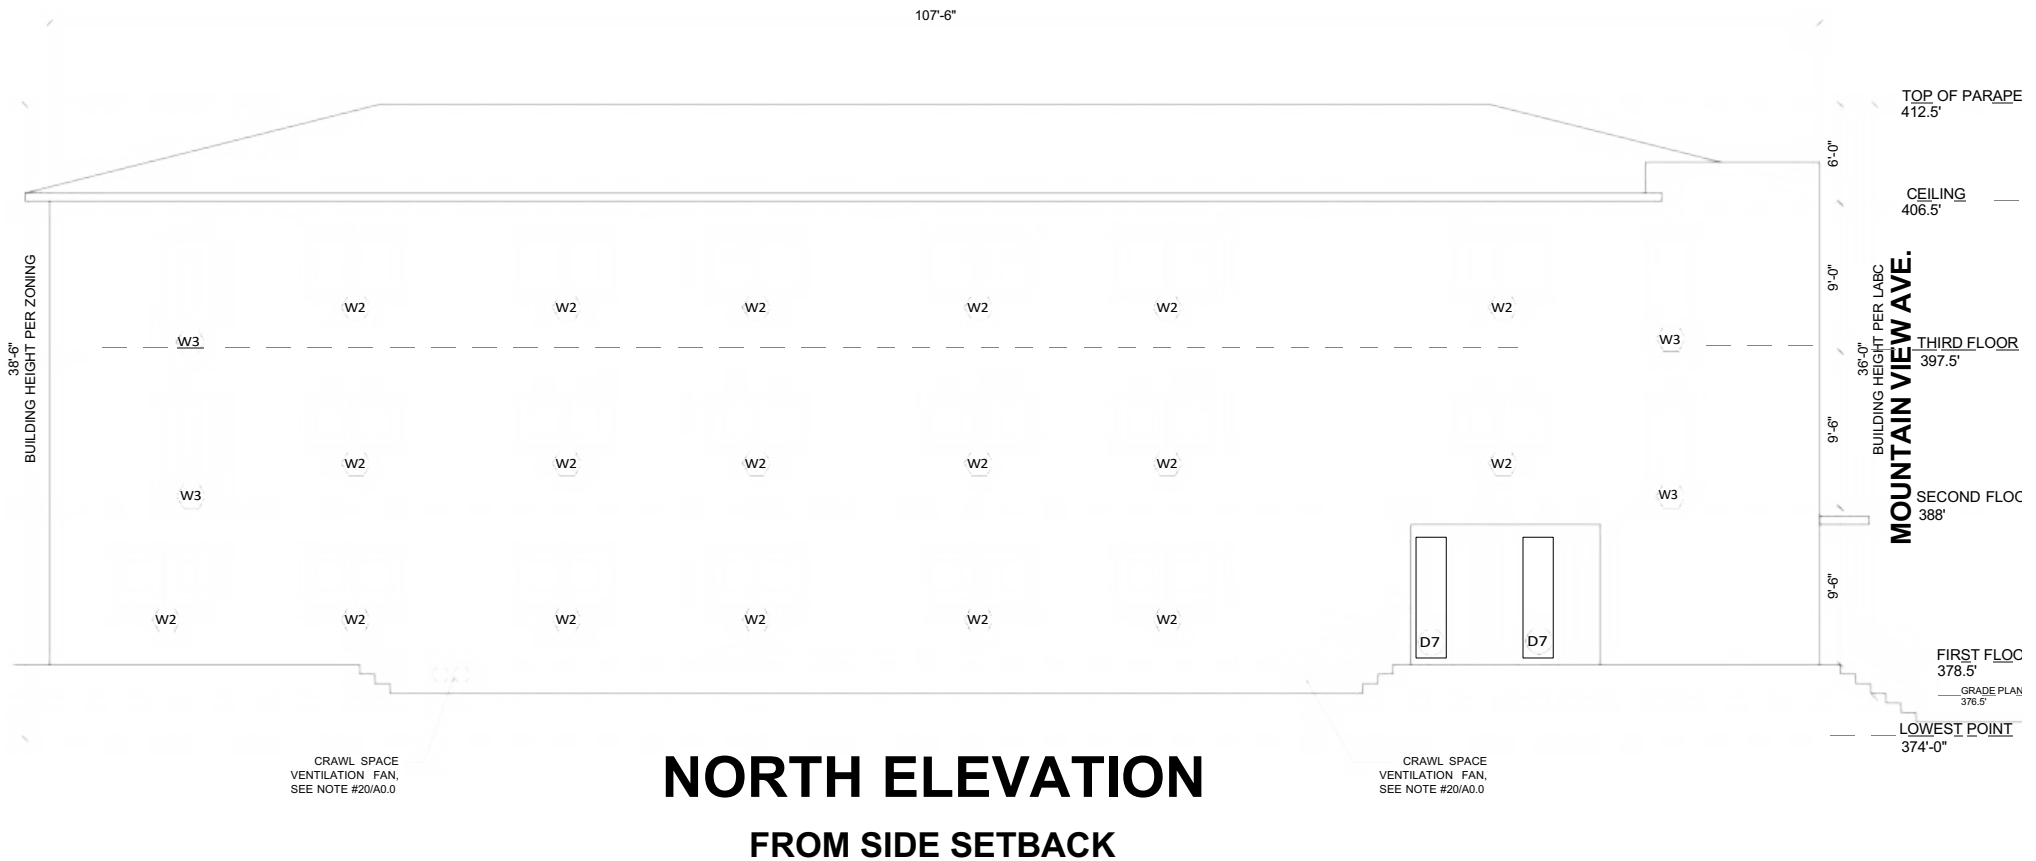 107'-6"
TOP OF PARAPE
412.5'
6'-0"
CEILING
406.5'
38'-6"
BUILDING HEIGHT PER ZONING
9'-0"
36'-0"
BUILDING HEIGHT PER LABC
MOUNTAIN VIEW AVE.
W2 W2 W2 W2 W2 W2
W3 W3
THIRD FLOOR
397.5'
9'-6"
W2 W2 W2 W2 W2 W2
W3 W3
SECOND FLOO
388'
9'-6"
W2 W2 W2 W2 W2 W2
D7 D7
FIRST FLOO
378.5'
GRADE PLAN
376.5'
LOWEST POINT
374'-0"
CRAWL SPACE
VENTILATION FAN,
SEE NOTE #20/A0.0
NORTH ELEVATION
CRAWL SPACE
VENTILATION FAN,
SEE NOTE #20/A0.0
FROM SIDE SETBACK